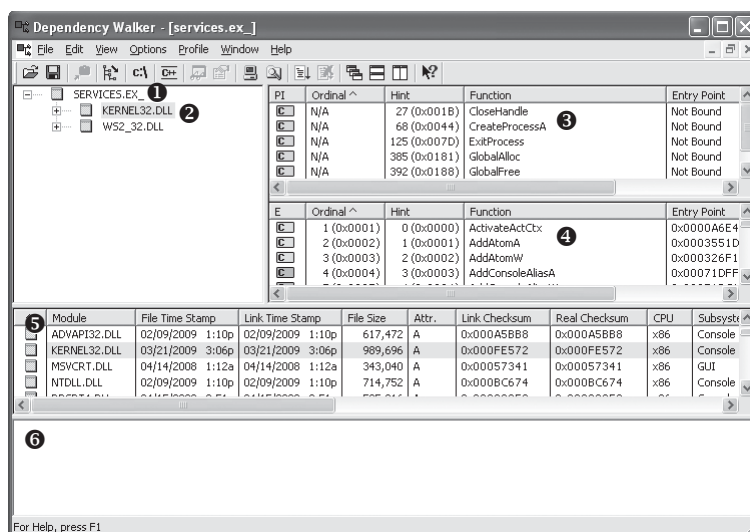 Dependency Walker - [services.ex_]
File Edit View Options Profile Window Help
c:\ C++
SERVICES.EX_ ❶
KERNEL32.DLL ❷
WS2_32.DLL
PI Ordinal ^ Hint Function Entry Point
C N/A 27 (0x001B) CloseHandle Not Bound
C N/A 68 (0x0044) CreateProcessA ❸ Not Bound
C N/A 125 (0x007D) ExitProcess Not Bound
C N/A 385 (0x0181) GlobalAlloc Not Bound
C N/A 392 (0x0188) GlobalFree Not Bound
E Ordinal ^ Hint Function Entry Point
C 1 (0x0001) 0 (0x0000) ActivateActCtx 0x0000A6E4
C 2 (0x0002) 1 (0x0001) AddAtomA ❹ 0x0003551D
C 3 (0x0003) 2 (0x0002) AddAtomW 0x000326F1
C 4 (0x0004) 3 (0x0003) AddConsoleAliasA 0x00071DFF
❺ Module File Time Stamp Link Time Stamp File Size Attr. Link Checksum Real Checksum CPU Subsyste
ADVAPI32.DLL 02/09/2009 1:10p 02/09/2009 1:10p 617,472 A 0x000A5BB8 0x000A5BB8 x86 Console
KERNEL32.DLL 03/21/2009 3:06p 03/21/2009 3:06p 989,696 A 0x000FE572 0x000FE572 x86 Console
MSVCRT.DLL 04/14/2008 1:12a 04/14/2008 1:12a 343,040 A 0x00057341 0x00057341 x86 GUI
NTDLL.DLL 02/09/2009 1:10p 02/09/2009 1:10p 714,752 A 0x000BC674 0x000BC674 x86 Console
❻
For Help, press F1